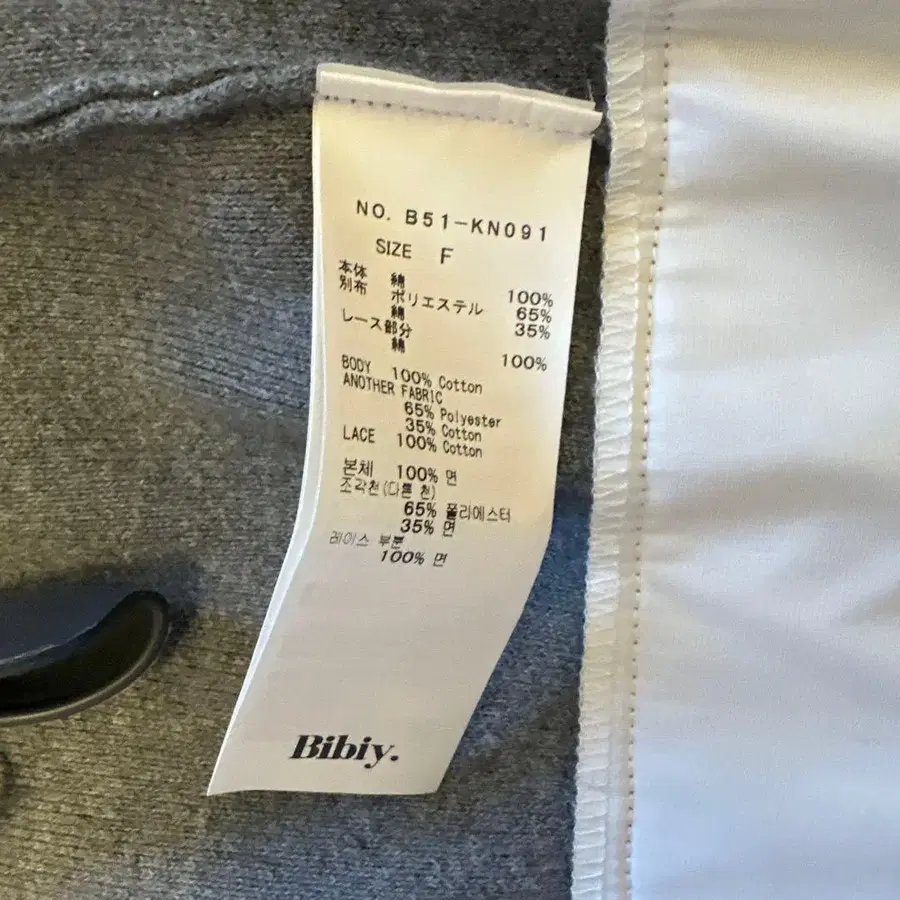 NO. B51-KN091
SIZE F
本体 綿 100%
別布 ポリエステル 65%
綿 35%
レース部分
綿 100%
BODY 100% Cotton
ANOTHER FABRIC
65% Polyester
35% Cotton
LACE 100% Cotton
본체 100% 면
조각천(다른 천)
65% 폴리에스터
35% 면
레이스 부분
100% 면
Bibiy.